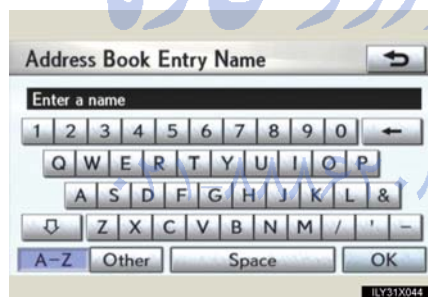 Address Book Entry Name
Enter a name
1 2 3 4 5 6 7 8 9 0
Q W E R T Y U I O P
A S D F G H J K L &
Z X C V B N M / ' -
A-Z Other Space OK
ILY31X044